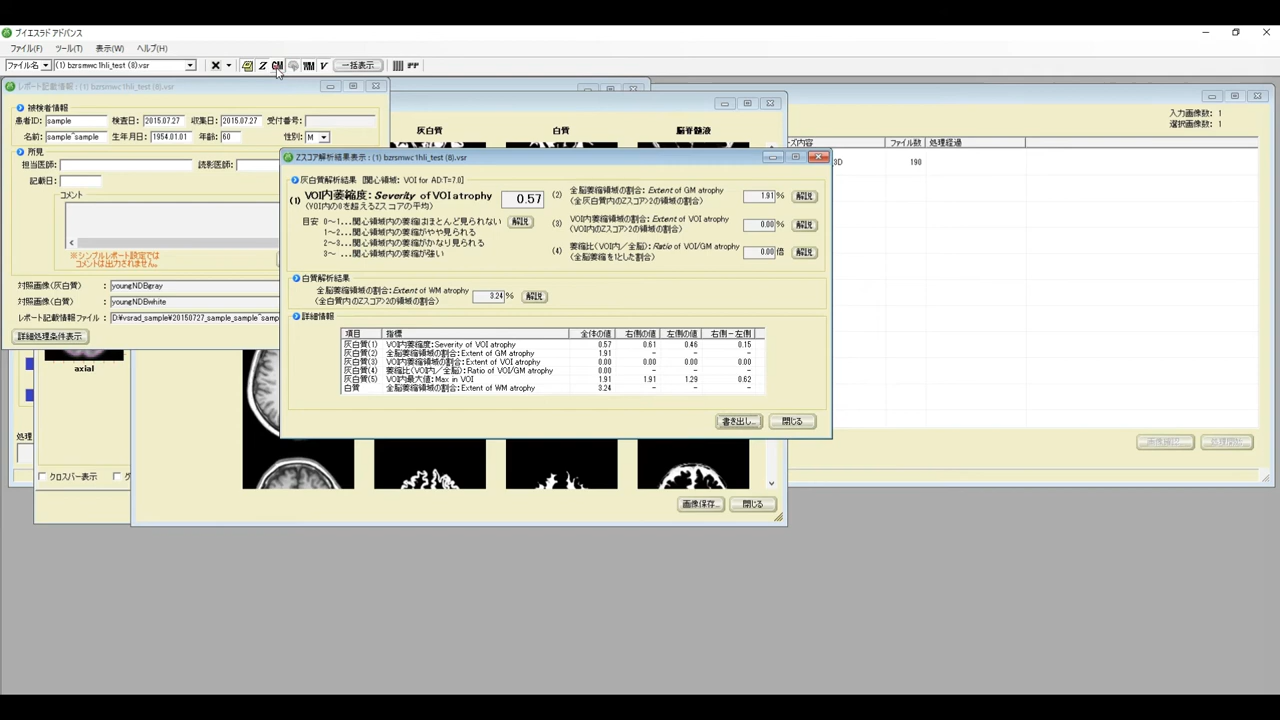 ブイエスラド アドバンス
ファイル(F) ツール(T) 表示(W) ヘルプ(H)
ファイル名 (1) bzrsmwc1hli_test (8).vsr Z GM WM V 一括表示
レポート記載情報 : (1) bzrsmwc1hli_test (8).vsr
被検者情報
患者ID: sample 検査日: 2015.07.27 収集日: 2015.07.27 受付番号:
名前: sample^sample 生年月日: 1954.01.01 年齢: 60 性別: M
所見
担当医師: 読影医師:
記載日:
コメント
※シンプルレポート設定では
コメントは出力されません。
対照画像(灰白質) : youngNDBgray
対照画像(白質) : youngNDBwhite
レポート記載情報ファイル : D:¥vsrad_sample¥20150727_sample_samp
詳細処理条件表示
axial
処理
クロスバー表示
灰白質 白質 脳脊髄液
Zスコア解析結果表示 : (1) bzrsmwc1hli_test (8).vsr
灰白質解析結果 [関心領域: VOI for AD:T=7.0]
(1) VOI内萎縮度: Severity of VOI atrophy 0.57
(VOI内の0を超えるZスコアの平均)
目安 0~1...関心領域内の萎縮はほとんど見られない 解説
1~2...関心領域内の萎縮がやや見られる
2~3...関心領域内の萎縮がかなり見られる
3~ ...関心領域内の萎縮が強い
(2) 全脳萎縮領域の割合: Extent of GM atrophy 1.91 % 解説
(全灰白質内のZスコア>2の領域の割合)
(3) VOI内萎縮領域の割合: Extent of VOI atrophy 0.00 % 解説
(VOI内のZスコア>2の領域の割合)
(4) 萎縮比(VOI内/全脳): Ratio of VOI/GM atrophy 0.00 倍 解説
(全脳萎縮を1とした割合)
白質解析結果
全脳萎縮領域の割合: Extent of WM atrophy 3.24 % 解説
(全白質内のZスコア>2の領域の割合)
詳細情報
項目 指標 全体の値 右側の値 左側の値 右側-左側
灰白質(1) VOI内萎縮度:Severity of VOI atrophy 0.57 0.61 0.46 0.15
灰白質(2) 全脳萎縮領域の割合: Extent of GM atrophy 1.91 - - -
灰白質(3) VOI内萎縮領域の割合: Extent of VOI atrophy 0.00 0.00 0.00 0.00
灰白質(4) 萎縮比(VOI内/全脳): Ratio of VOI/GM atrophy 0.00 - - -
灰白質(5) VOI内最大値: Max in VOI 1.91 1.91 1.29 0.62
白質 全脳萎縮領域の割合: Extent of WM atrophy 3.24 - - -
書き出し... 閉じる
画像保存... 閉じる
入力画像数: 1
選択画像数: 1
ーズ内容 ファイル数 処理経過
3D 190
画像確認 処理開始